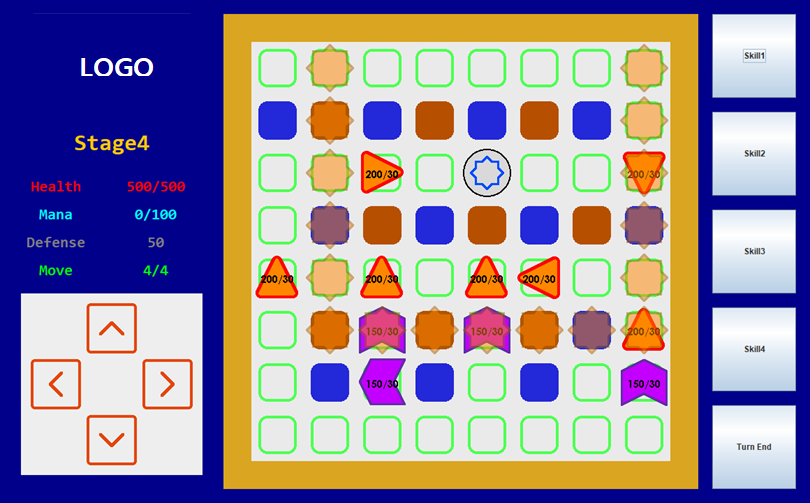 LOGO
Stage4
Health 500/500
Mana 0/100
Defense 50
Move 4/4
200/30 200/30
200/30 200/30 200/30 200/30
150/30 150/30 200/30
150/30 150/30
Skill1
Skill2
Skill3
Skill4
Turn End